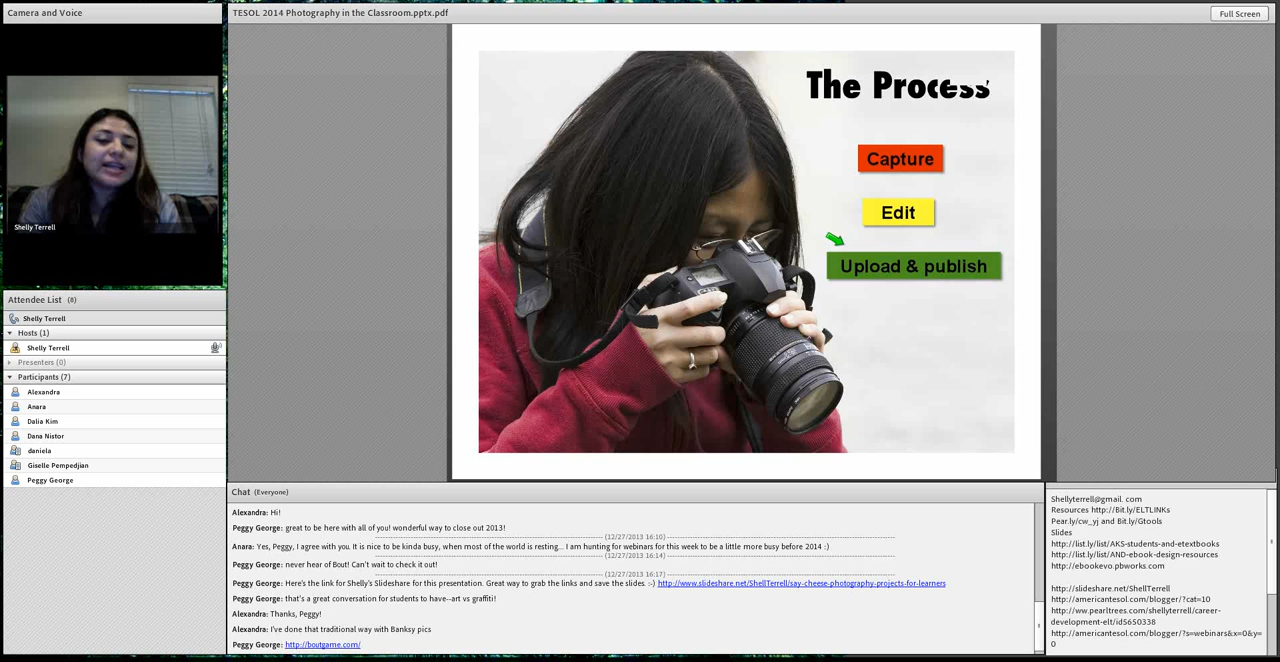 Camera and Voice
Shelly Terrell
Attendee List (8)
Shelly Terrell
Hosts (1)
Shelly Terrell
Presenters (0)
Participants (7)
Alexandra
Anara
Dalia Kim
Dana Nistor
daniela
Giselle Pempedjian
Peggy George
TESOL 2014 Photography in the Classroom.pptx.pdf
Full Screen
The Process
Capture
Edit
Upload & publish
Chat (Everyone)
Alexandra: Hi!
Peggy George: great to be here with all of you! wonderful way to close out 2013!
(12/27/2013 16:10)
Anara: Yes, Peggy, I agree with you. It's nice to be kinda busy, when most of the world is resting... I am hunting for webinars for this week to be a little more busy before 2014 :)
(12/27/2013 16:14)
Peggy George: never hear of Bout! Can't wait to check it out!
(12/27/2013 16:17)
Peggy George: Here's the link for Shelly's Slideshare for this presentation. Great way to grab the links and save the slides. :-) http://www.slideshare.net/ShellTerrell/say-cheese-photography-projects-for-learners
Peggy George: that's a great conversation for students to have--art vs graffiti!
Alexandra: Thanks, Peggy!
Alexandra: I've done that traditional way with Banksy pics
Peggy George: http://boutgame.com/
Shellyterrell@gmail. com
Resources http://Bit.ly/ELTLINKs
Pear.ly/cw_yj and Bit.ly/Gtools
Slides
http://list.ly/list/AKS-students-and-etextbooks
http://list.ly/list/AND-ebook-design-resources
http://ebookevo.pbworks.com
http://slideshare.net/ShellTerrell
http://americantesol.com/blogger/?cat=10
http://ww.pearltrees.com/shellyterrell/career-
development-elt/id5650338
http://americantesol.com/blogger/?s=webinars&x=0&y=
0